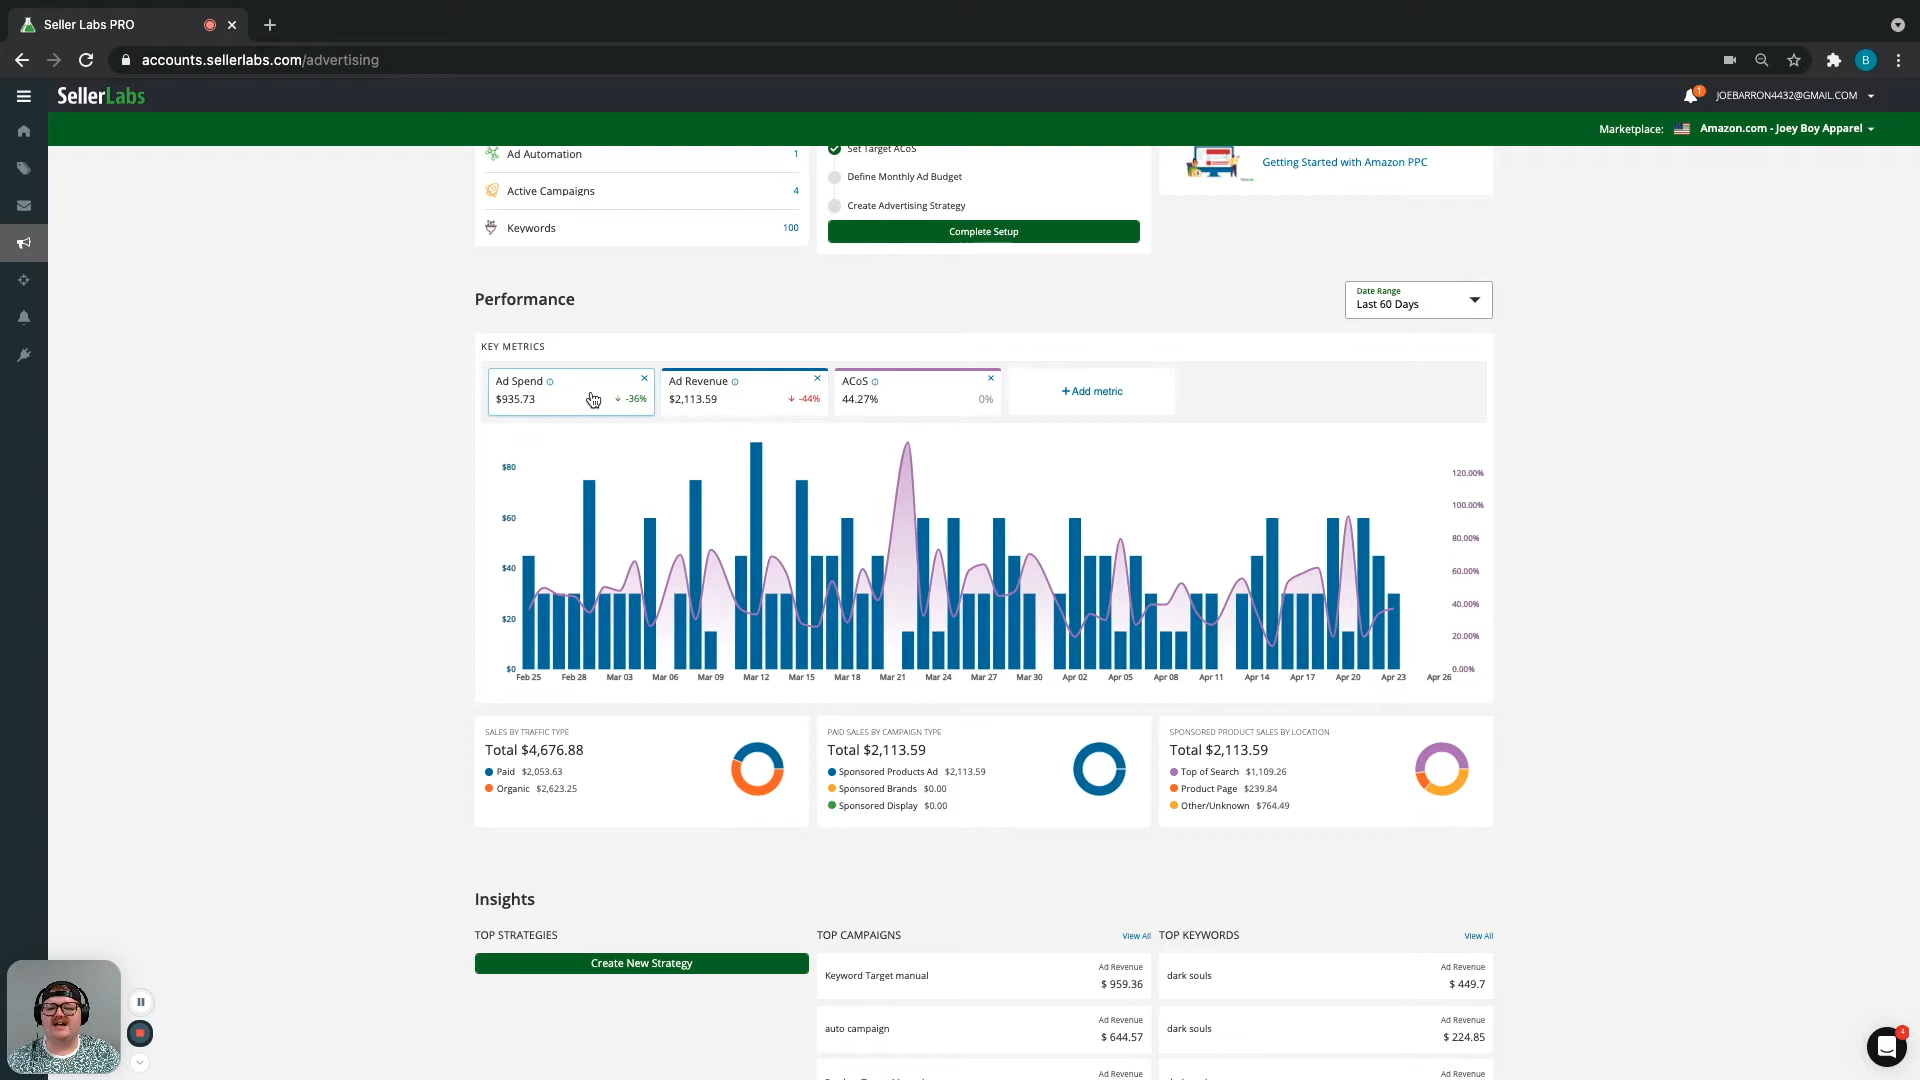 Seller Labs PRO
accounts.sellerlabs.com/advertising
B
SellerLabs
1
JOEBARRON4432@GMAIL.COM
Marketplace: Amazon.com - Joey Boy Apparel
Ad Automation 1
Active Campaigns 4
Keywords 100
Set Target ACoS
Define Monthly Ad Budget
Create Advertising Strategy
Complete Setup
Getting Started with Amazon PPC
Performance
Date Range
Last 60 Days
KEY METRICS
Ad Spend
$935.73 -36%
Ad Revenue
$2,113.59 -44%
ACoS
44.27% 0%
+ Add metric
$80
$60
$40
$20
$0
120.00%
100.00%
80.00%
60.00%
40.00%
20.00%
0.00%
Feb 25 Feb 28 Mar 03 Mar 06 Mar 09 Mar 12 Mar 15 Mar 18 Mar 21 Mar 24 Mar 27 Mar 30 Apr 02 Apr 05 Apr 08 Apr 11 Apr 14 Apr 17 Apr 20 Apr 23 Apr 26
SALES BY TRAFFIC TYPE
Total $4,676.88
Paid $2,053.63
Organic $2,623.25
PAID SALES BY CAMPAIGN TYPE
Total $2,113.59
Sponsored Products Ad $2,113.59
Sponsored Brands $0.00
Sponsored Display $0.00
SPONSORED PRODUCT SALES BY LOCATION
Total $2,113.59
Top of Search $1,109.26
Product Page $239.84
Other/Unknown $764.49
Insights
TOP STRATEGIES
Create New Strategy
TOP CAMPAIGNS View All
Keyword Target manual
Ad Revenue
$ 959.36
auto campaign
Ad Revenue
$ 644.57
Ad Revenue
TOP KEYWORDS View All
dark souls
Ad Revenue
$ 449.7
dark souls
Ad Revenue
$ 224.85
Ad Revenue
4